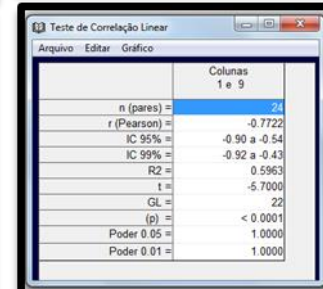 Teste de Correlação Linear
Arquivo Editar Gráfico
Colunas
1 e 9
n (pares) = 24
r (Pearson) = -0.7722
IC 95% = -0.90 a -0.54
IC 99% = -0.92 a -0.43
R2 = 0.5963
t = -5.7000
GL = 22
(p) = < 0.0001
Poder 0.05 = 1.0000
Poder 0.01 = 1.0000